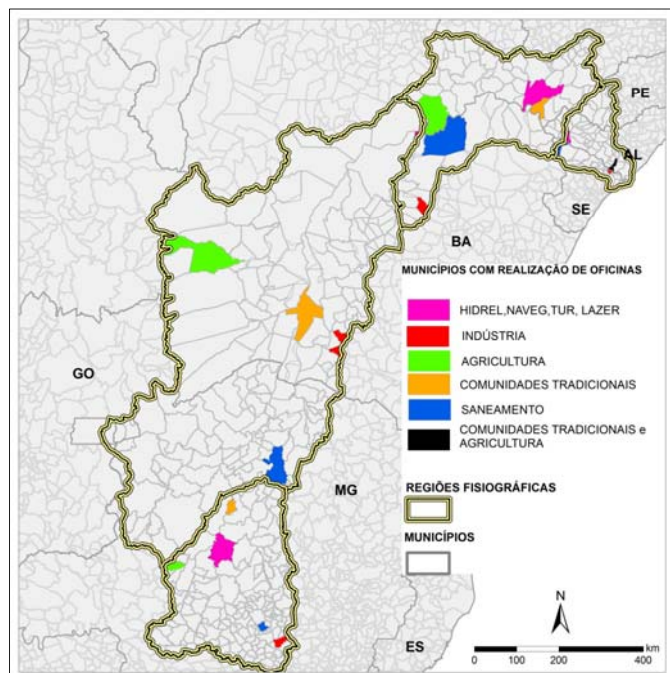 PE
AL
SE
BA
MUNICÍPIOS COM REALIZAÇÃO DE OFICINAS
HIDREL,NAVEG,TUR, LAZER
INDÚSTRIA
AGRICULTURA
COMUNIDADES TRADICIONAIS
SANEAMENTO
COMUNIDADES TRADICIONAIS e
AGRICULTURA
GO
MG
REGIÕES FISIOGRÁFICAS
MUNICÍPIOS
N
ES
km
0 100 200 400